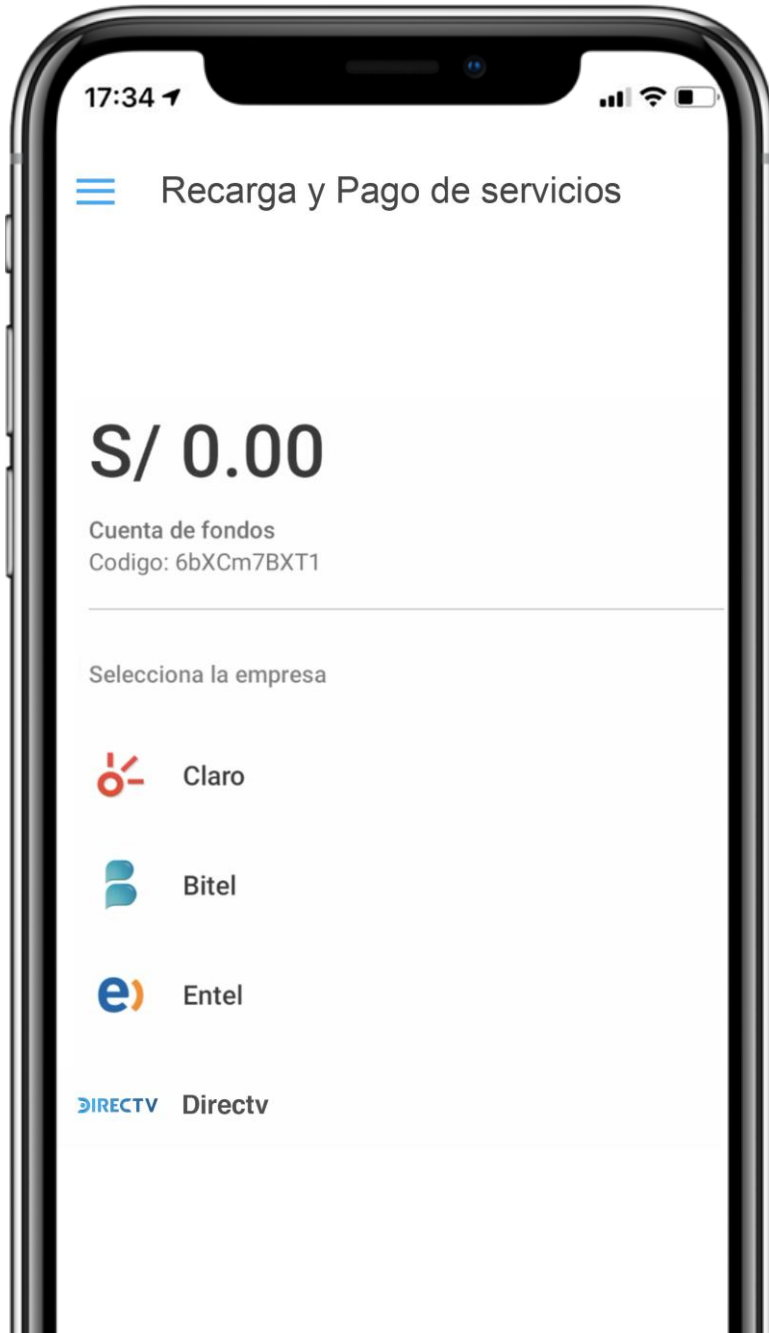 17:34
Recarga y Pago de servicios
S/ 0.00
Cuenta de fondos
Codigo: 6bXCm7BXT1
Selecciona la empresa
Claro
Bitel
e) Entel
DIRECTV Directv